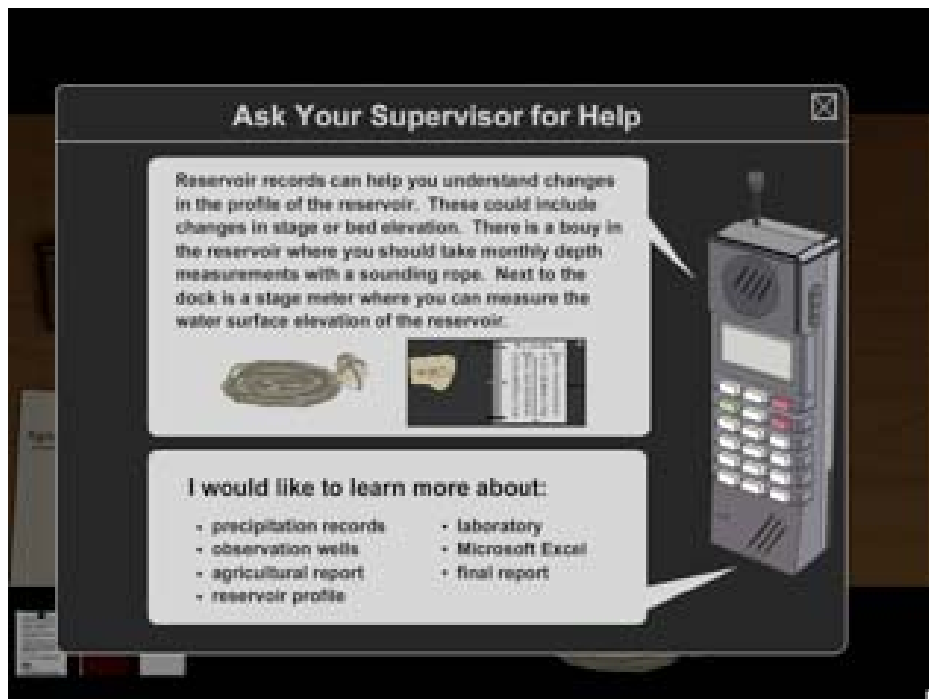 Ask Your Supervisor for Help
Reservoir records can help you understand changes
in the profile of the reservoir. These could include
changes in stage or bed elevation. There is a bouy in
the reservoir where you should take monthly depth
measurements with a sounding rope. Next to the
dock is a stage meter where you can measure the
water surface elevation of the reservoir.
I would like to learn more about:
• precipitation records
• observation wells
• agricultural report
• reservoir profile
• laboratory
• Microsoft Excel
• final report